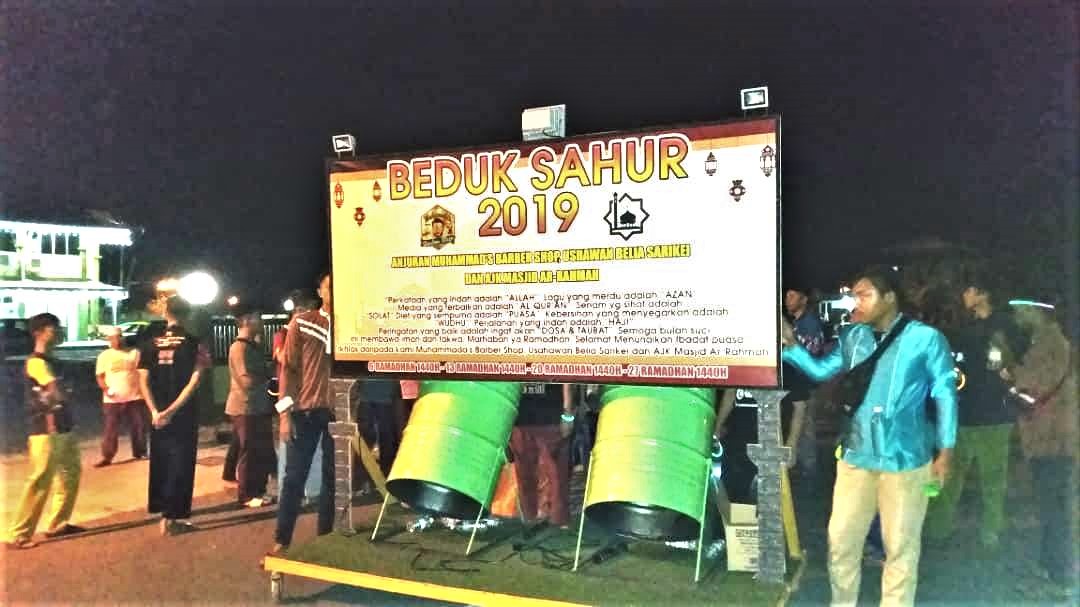 BEDUK SAHUR
2019
ANJURAN MUHAMMAD'S BARBER SHOP, USHAWAN BELIA SARIKEI
DAN AJK MASJID AR-RAHMAH
"Perkataan yang indah adalah "ALLAH" Lagu yang merdu adalah "AZAN
Media yang terbaik an adalah "AL QUR'AN" Senam yg sihat adalah
"SOLAT" Diet yang sempurna adalah "PUASA" Kebersihan yang menyegarkan adalah
"WUDHU" Perjalanan yang indah adalah "HAJI"
Peringatan yang baik adalah ingat akan "DOSA & TAUBAT" Semoga bulan suci
ini membawa iman dan takwa. Marhaban ya Ramadhan. Selamat Menunaikan Ibadat puasa
Ikhlas daripada kami Muhammad's Barber Shop, Usahawan Belia Sarikei dan AJK Masjid Ar Rahmah
6 RAMADHAN 1440H - 13 RAMADHAN 1440H - 20 RAMADHAN 1440H - 27 RAMADHAN 1440H